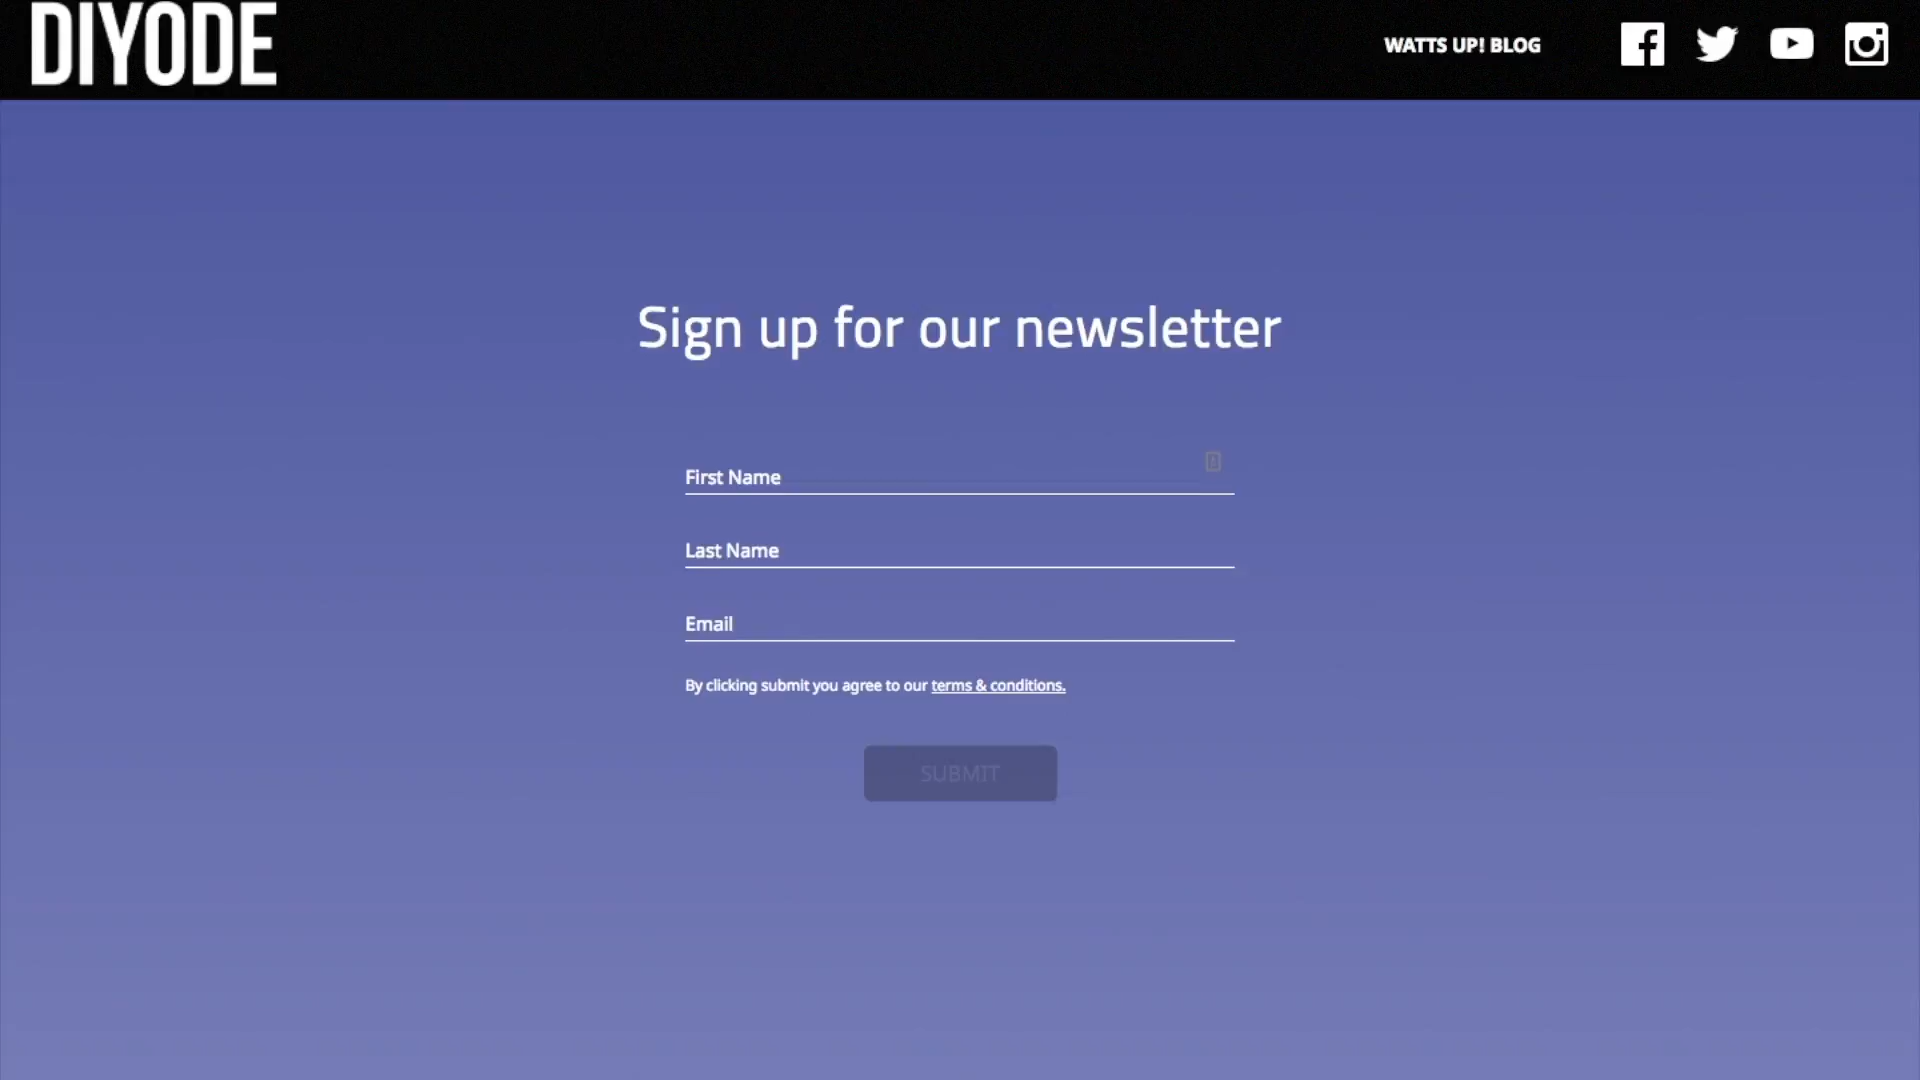 DIYODE
WATTS UP! BLOG
Sign up for our newsletter
First Name
Last Name
Email
By clicking submit you agree to our terms & conditions.
SUBMIT